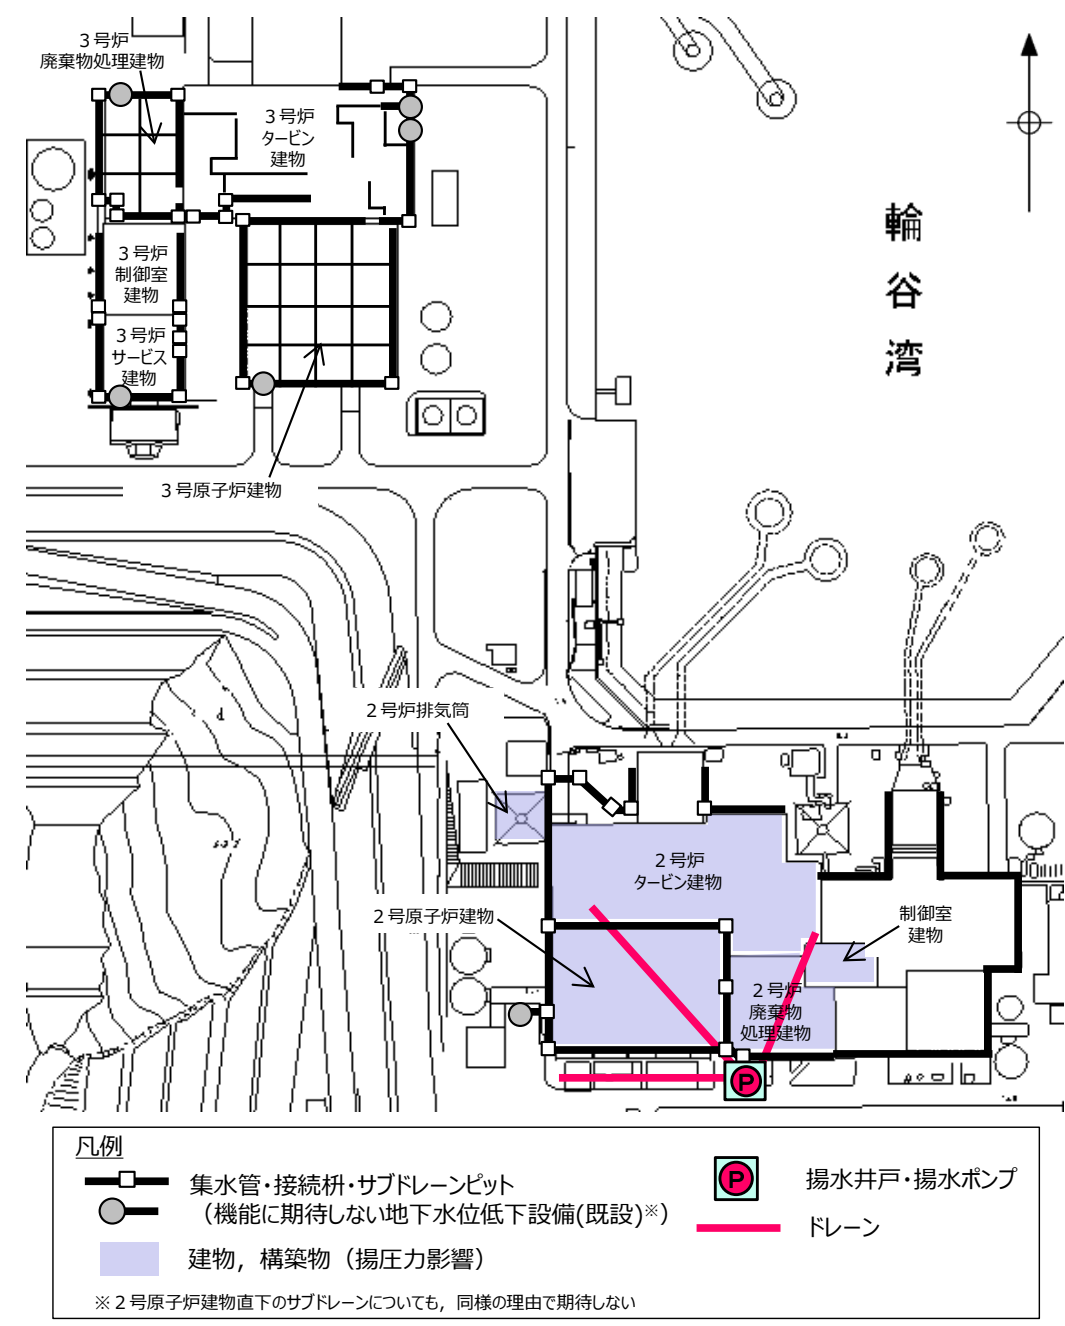 ３号炉
廃棄物処理建物
３号炉
タービン
建物
輪
谷
湾
３号炉
制御室
建物
３号炉
サービス
建物
３号原子炉建物
２号炉排気筒
２号炉
タービン建物
２号原子炉建物
制御室
建物
２号炉
廃棄物
処理建物
P
凡例
集水管・接続枡・サブドレーンピット
（機能に期待しない地下水位低下設備(既設)※）
建物，構築物（揚圧力影響）
P
揚水井戸・揚水ポンプ
ドレーン
※２号原子炉建物直下のサブドレーンについても，同様の理由で期待しない